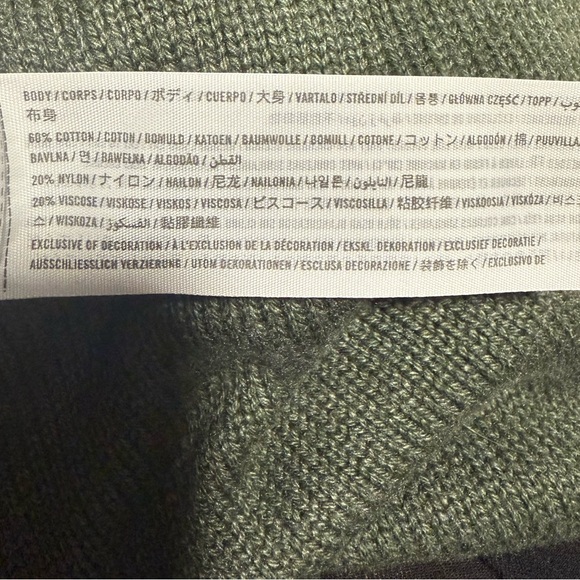 BODY / CORPS / CORPO / ボディ / CUERPO / 大身 / VARTALO / STŘEDNÍ DÍL / 몸통 / GŁÓWNA CZĘŚĆ / TOPP /
布身
60% COTTON / COTON / BOMULD / KATOEN / BAUMWOLLE / BOMULL / COTONE / コットン / ALGODÓN / 棉 / PUUVILLA
BAVLNA / 면 / BAWEŁNA / ALGODÃO / القطن
20% NYLON / ナイロン / NAILON / 尼龙 / NAILONIA / 나일론 / النايلون / 尼龍
20% VISCOSE / VISKOSE / VISKOS / VISCOSA / ビスコース / VISCOSILLA / 粘胶纤维 / VISKOOSIA / VISKÓZA / 비스코
스 / WISKOZA / الفسكوز / 黏膠纖維
EXCLUSIVE OF DECORATION / À L'EXCLUSION DE LA DÉCORATION / EKSKL. DEKORATION / EXCLUSIEF DECORATIE /
AUSSCHLIESSLICH VERZIERUNG / UTOM DEKORATIONEN / ESCLUSA DECORAZIONE / 装飾を除く / EXCLUSIVO DE